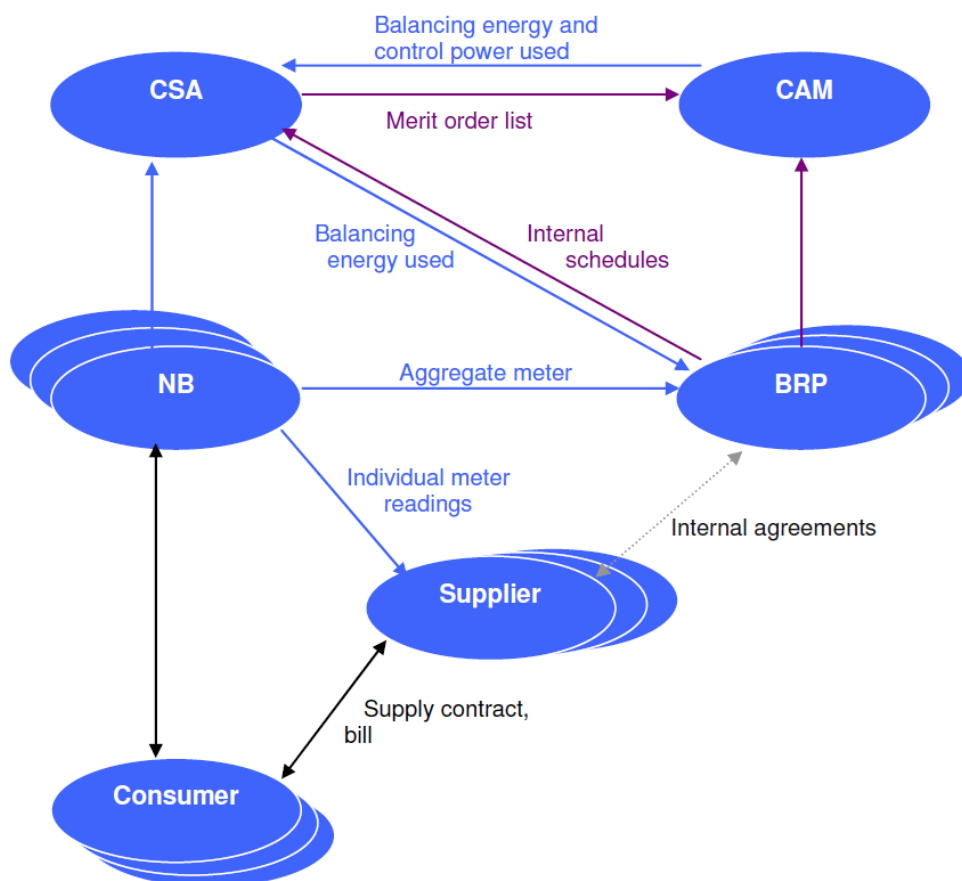 Balancing energy and
control power used
CSA
CAM
Merit order list
Balancing
energy used
Internal
schedules
NB
Aggregate meter
BRP
Individual meter
readings
Internal agreements
Supplier
Supply contract,
bill
Consumer